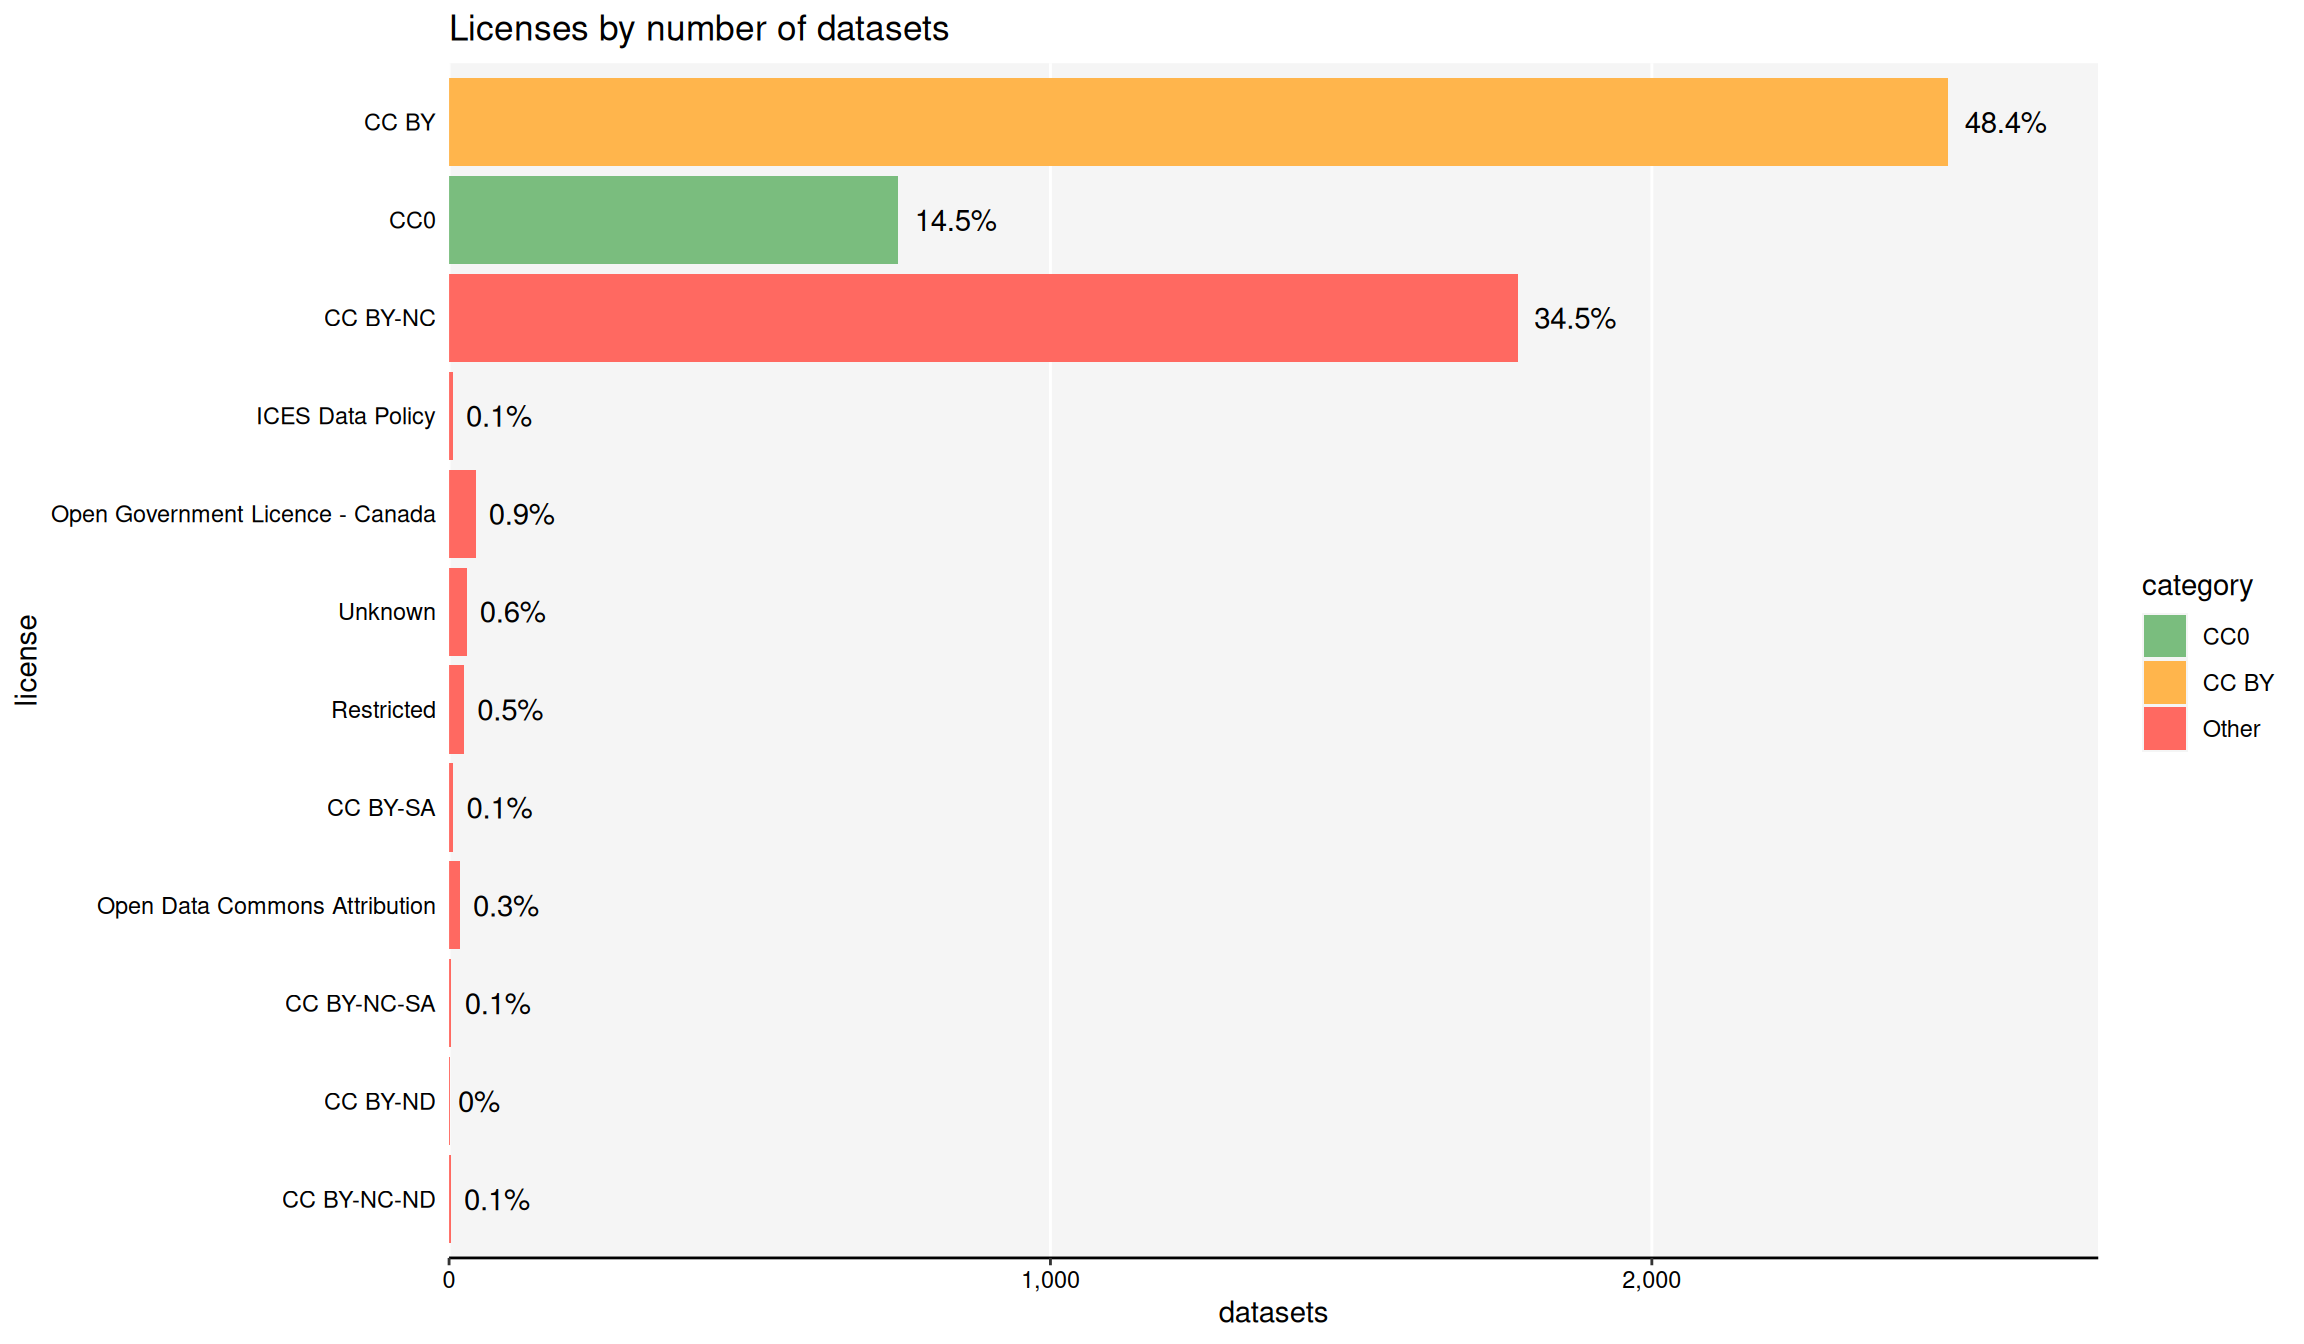 Licenses by number of datasets
CC BY
48.4%
CC0
14.5%
CC BY-NC
34.5%
ICES Data Policy
0.1%
Open Government Licence - Canada
0.9%
Unknown
0.6%
Restricted
0.5%
CC BY-SA
0.1%
Open Data Commons Attribution
0.3%
CC BY-NC-SA
0.1%
CC BY-ND
0%
CC BY-NC-ND
0.1%
license
0
1,000
2,000
datasets
category
CC0
CC BY
Other